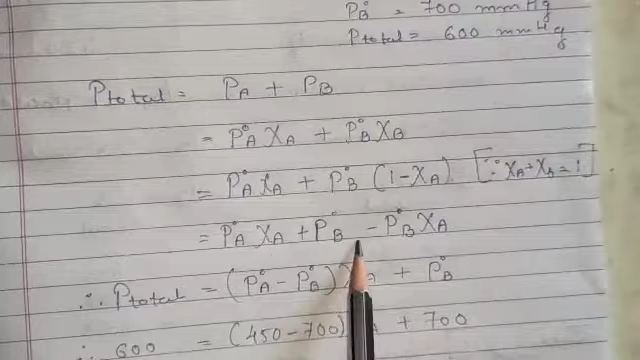 P°B = 700 mmHg
Ptotal = 600 mmHg
Ptotal = PA + PB
= P°A XA + P°B XB
= P°A XA + P°B (1-XA) [∵ XA+XB=1]
= P°A XA + P°B - P°B XA
∴ Ptotal = (P°A - P°B) XA + P°B
∴ 600 = (450-700) A + 700